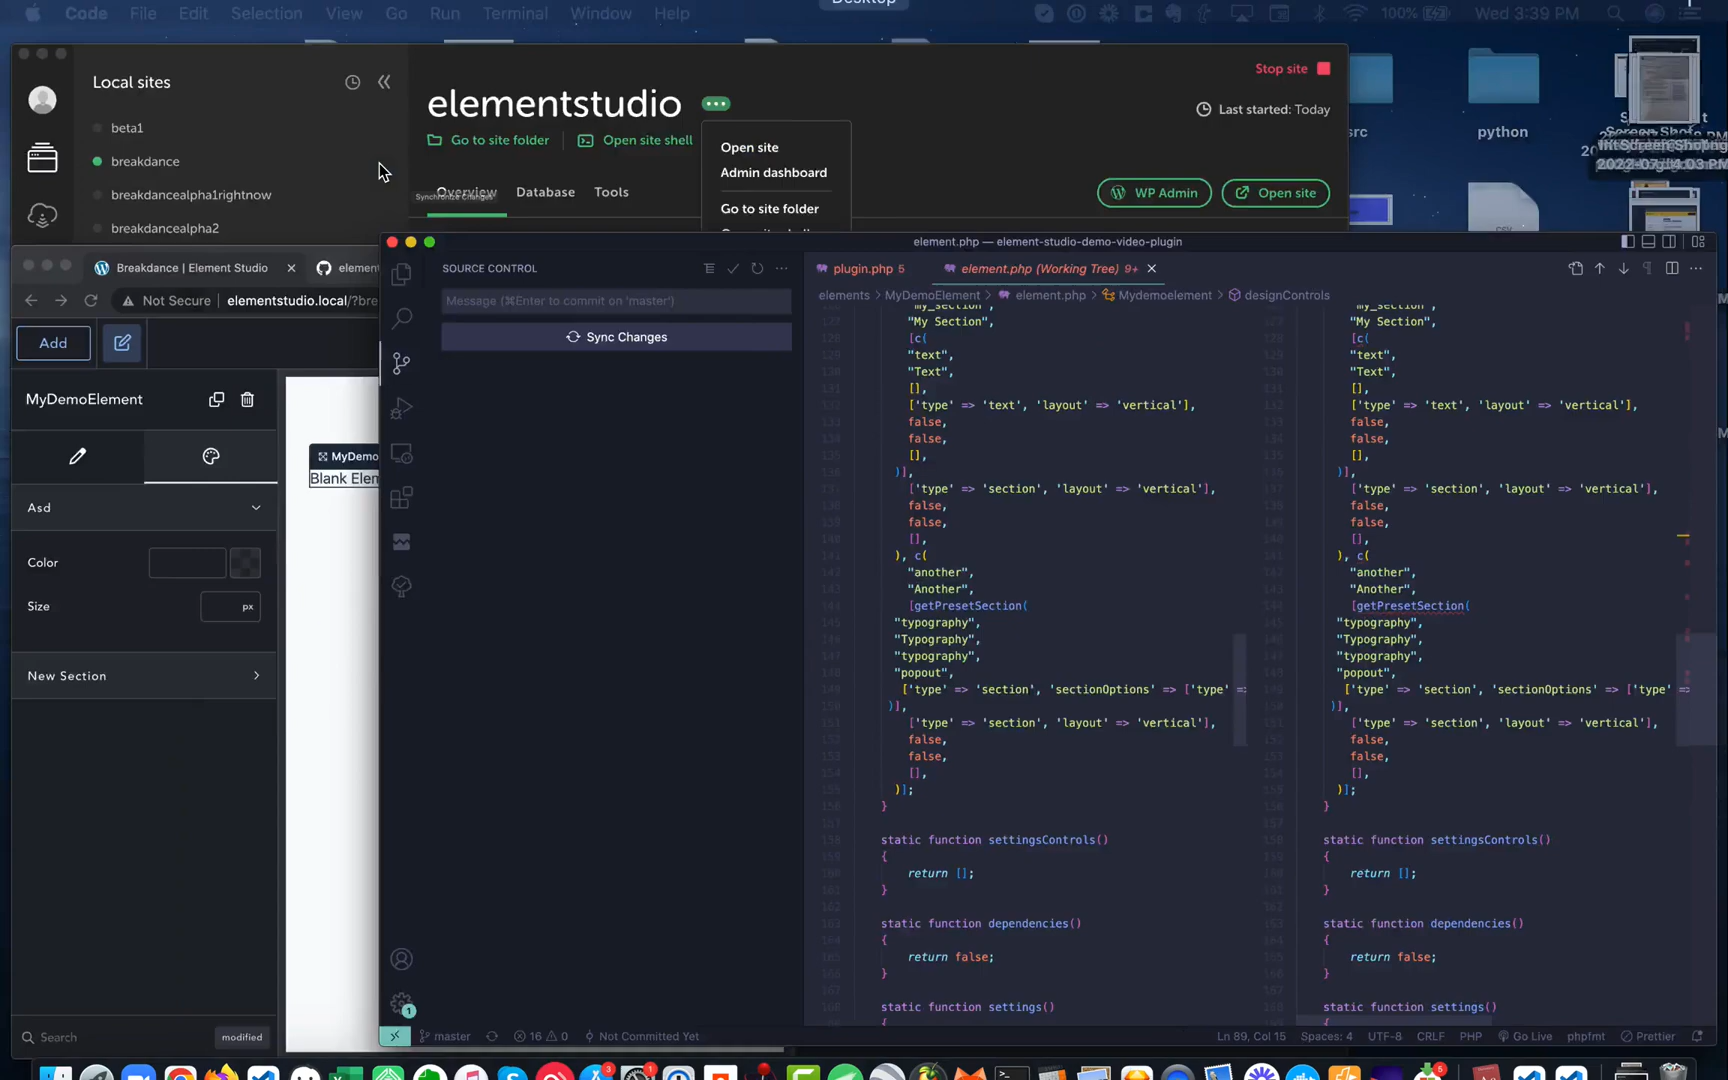 Desktop
Code File Edit Selection View Go Run Terminal Window Help
100% Wed 3:39 PM
Local sites
beta1
breakdance
breakdancealpha1rightnow
breakdancealpha2
elementstudio
Stop site
Last started: Today
Go to site folder
Open site shell
Open site
Admin dashboard
Go to site folder
Overview
Synchronize Changes
Database
Tools
WP Admin
Open site
src
python
Screen Shot
Breakdance | Element Studio
Not Secure
elementstudio.local/?bre
Add
MyDemoElement
MyDemo
Blank Elem
Asd
Color
Size
px
New Section
Search
modified
element.php — element-studio-demo-video-plugin
SOURCE CONTROL
Message (⌘Enter to commit on 'master')
Sync Changes
plugin.php 5
element.php (Working Tree) 9+
elements > MyDemoElement > element.php > Mydemoelement > designControls
"my_section",
"My Section",
[c(
"text",
"Text",
[],
['type' => 'text', 'layout' => 'vertical'],
false,
false,
[],
)],
['type' => 'section', 'layout' => 'vertical'],
false,
false,
[],
), c(
"another",
"Another",
[getPresetSection(
"typography",
"Typography",
"typography",
"popout",
['type' => 'section', 'sectionOptions' => ['type' =>
)],
['type' => 'section', 'layout' => 'vertical'],
false,
false,
[],
)];
}
static function settingsControls()
{
return [];
}
static function dependencies()
{
return false;
}
static function settings()
{
"my_section",
"My Section",
[c(
"text",
"Text",
[],
['type' => 'text', 'layout' => 'vertical'],
false,
false,
[],
)],
['type' => 'section', 'layout' => 'vertical'],
false,
false,
[],
), c(
"another",
"Another",
[getPresetSection(
"typography",
"Typography",
"typography",
"popout",
['type' => 'section', 'sectionOptions' => ['type' =>
)],
['type' => 'section', 'layout' => 'vertical'],
false,
false,
[],
)];
}
static function settingsControls()
{
return [];
}
static function dependencies()
{
return false;
}
static function settings()
{
master
16 0
Not Committed Yet
Ln 89, Col 15
Spaces: 4
UTF-8
CRLF
PHP
Go Live
phpfmt
Prettier